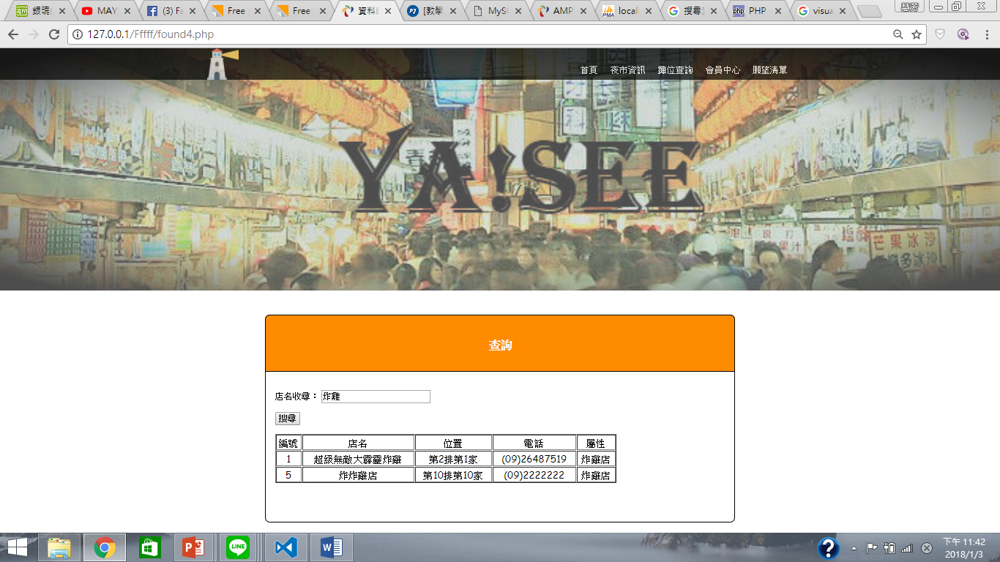 銀魂( MAY (3) Fa Free Free 資料 [教學 MyS AMP locall 搜尋 PHP visua
127.0.0.1/Fffff/found4.php
首頁 夜市資訊 攤位查詢 會員中心 願望清單
YA!SEE
芒果冰沙
查詢
店名收尋：炸雞
搜尋
編號 店名 位置 電話 屬性
1 超級無敵大霹靂炸雞 第2排第1家 (09)26487519 炸雞店
5 炸炸雞店 第10排第10家 (09)2222222 炸雞店
下午 11:42
2018/1/3